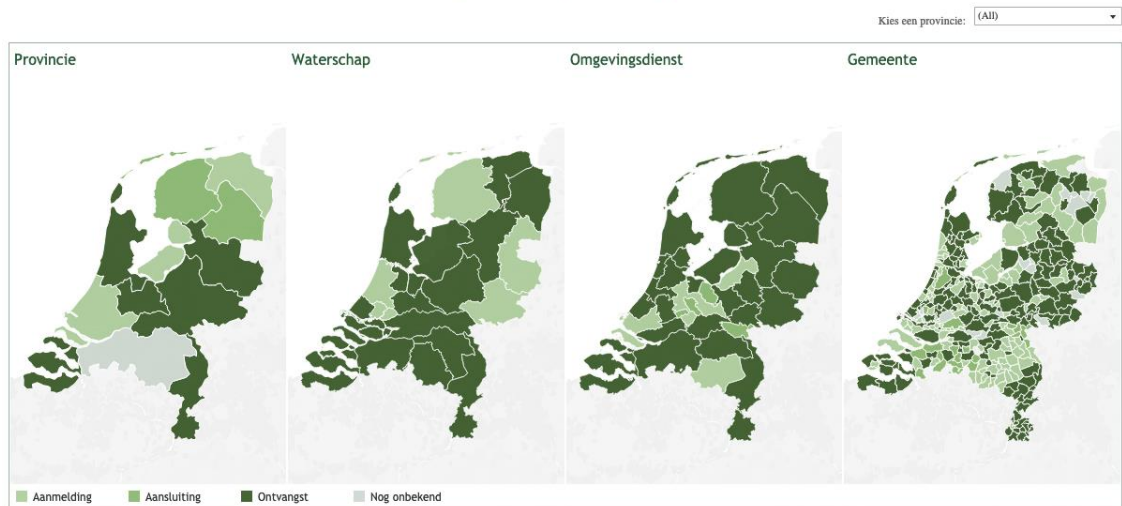 Kies een provincie: (All)
Provincie Waterschap Omgevingsdienst Gemeente
Aanmelding Aansluiting Ontvangst Nog onbekend